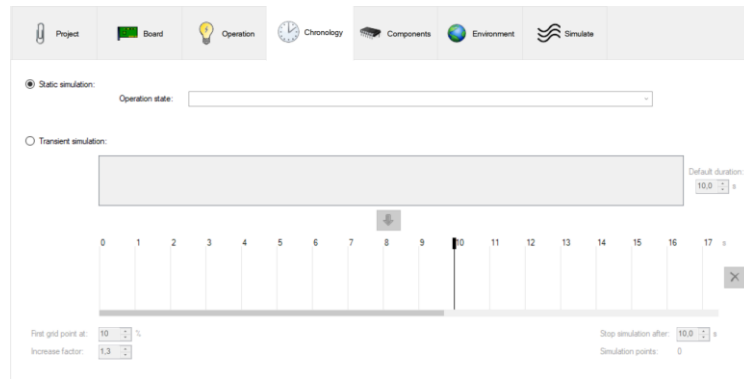 Project Board Operation Chronology Components Environment Simulate
Static simulation:
Operation state:
Transient simulation:
Default duration:
10,0 s
0 1 2 3 4 5 6 7 8 9 10 11 12 13 14 15 16 17 s
First grid point at: 10 % Stop simulation after: 10,0 s
Increase factor: 1,3 Simulation points: 0